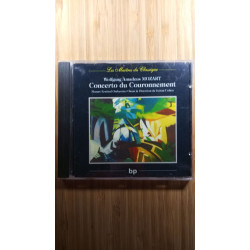 Les Maîtres du Classique
Wolfgang Amadeus MOZART
Concerto du Couronnement
bp